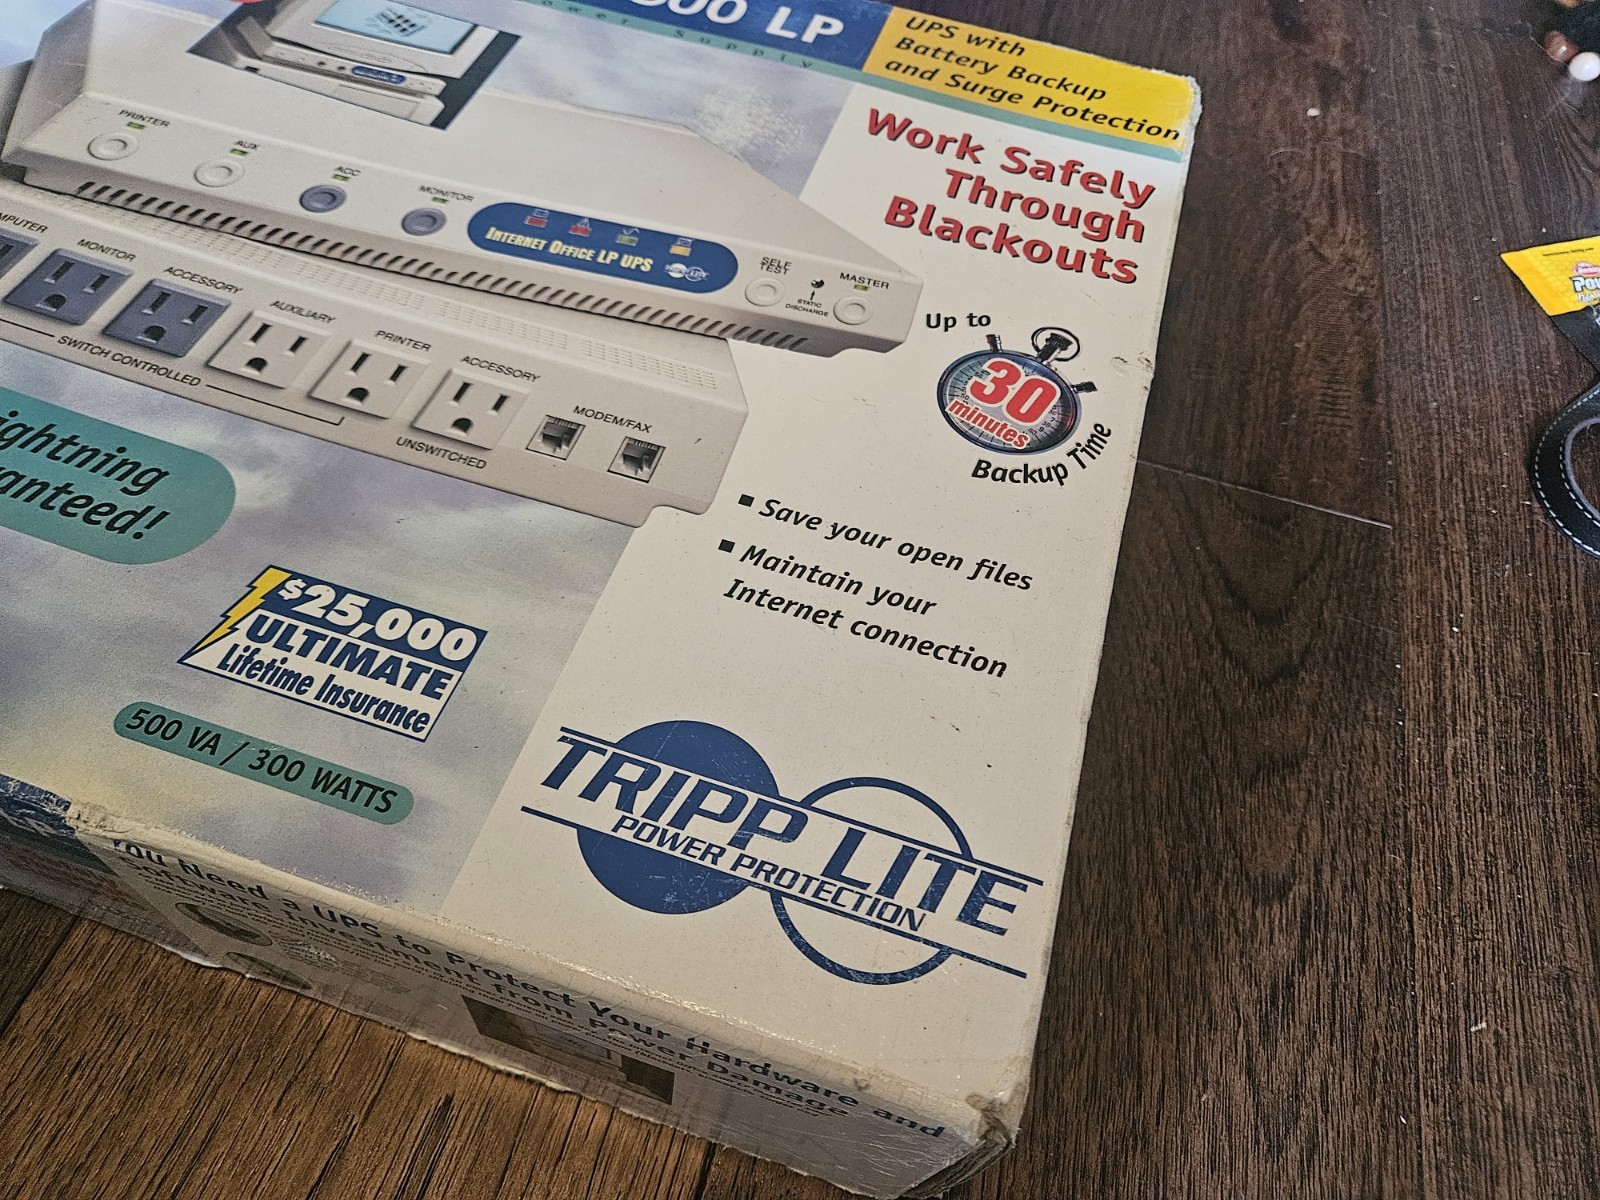 500 LP
Supply
UPS with
Battery Backup
and Surge Protection
Work Safely
Through
Blackouts
PRINTER
AUX
ACC
MONITOR
INTERNET OFFICE LP UPS
TRIPP LITE
SELF
TEST
STATIC
DISCHARGE
MASTER
MONITOR
ACCESSORY
AUXILIARY
PRINTER
ACCESSORY
MODEM/FAX
SWITCH CONTROLLED
UNSWITCHED
Up to
30
minutes
Backup Time
▪ Save your open files
▪ Maintain your
Internet connection
ightning
anteed!
$25,000
ULTIMATE
Lifetime Insurance
500 VA / 300 WATTS
TRIPP LITE
POWER PROTECTION
You Need a UPS to Protect Your Hardware and
Software Investment from Power Damage